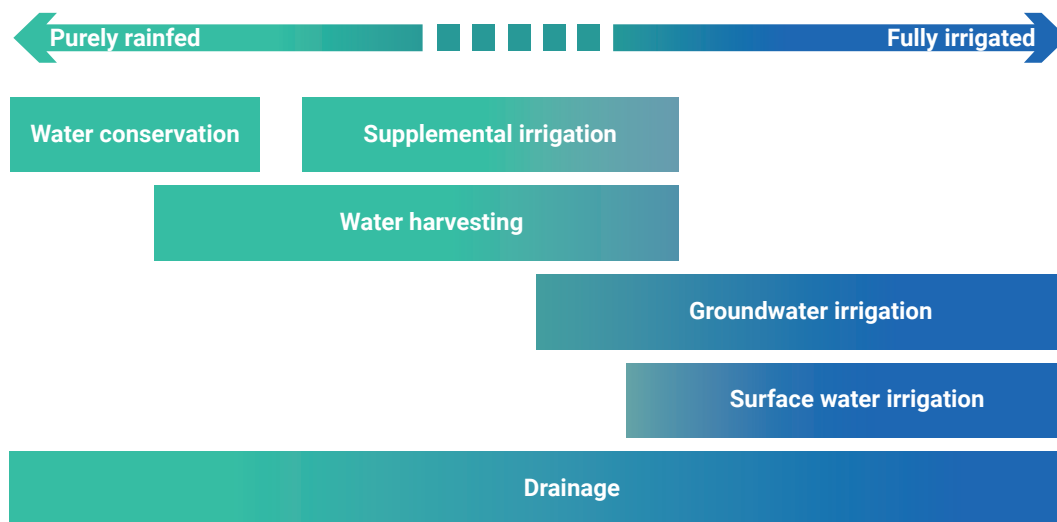 Purely rainfed
Fully irrigated
Water conservation
Supplemental irrigation
Water harvesting
Groundwater irrigation
Surface water irrigation
Drainage